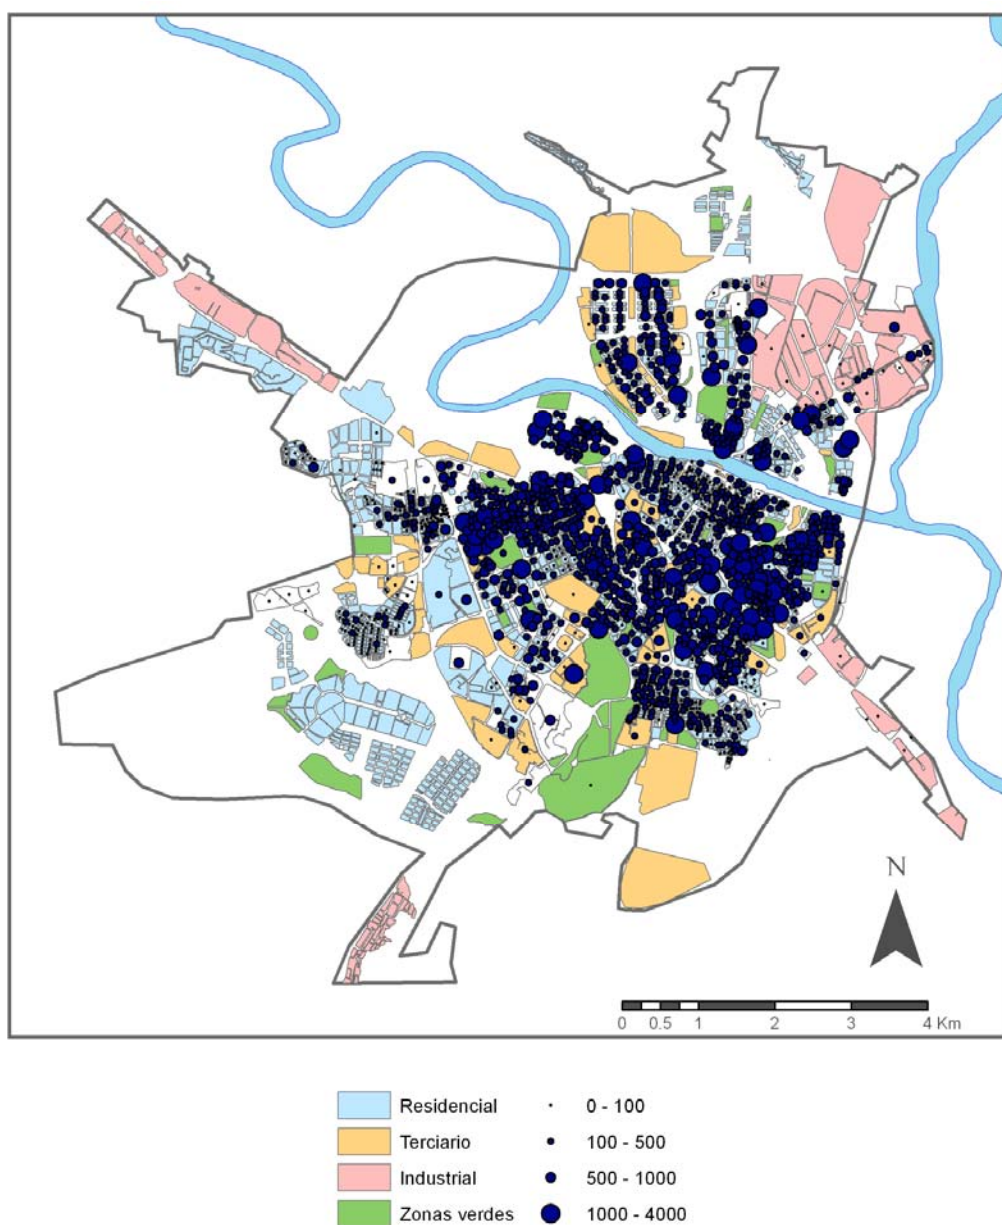 N
0 0.5 1 2 3 4 Km
Residencial 0 - 100
Terciario 100 - 500
Industrial 500 - 1000
Zonas verdes 1000 - 4000